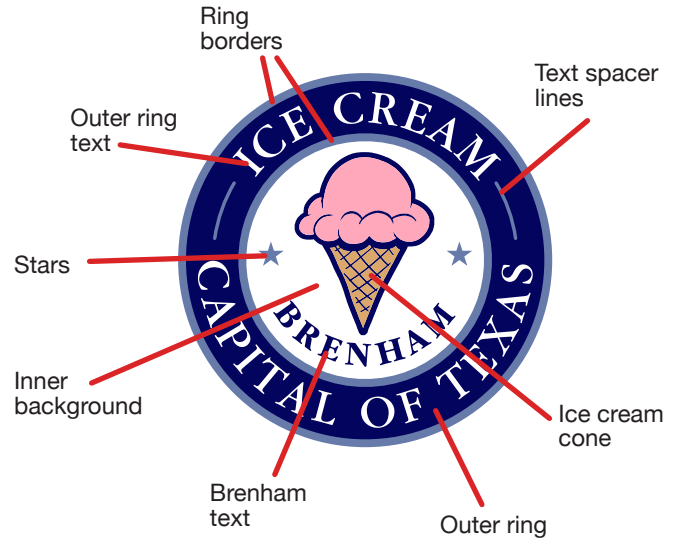 Ring
borders
Text spacer
lines
Outer ring
text
ICE CREAM
Stars
BRENHAM
CAPITAL OF TEXAS
Inner
background
Ice cream
cone
Brenham
text
Outer ring